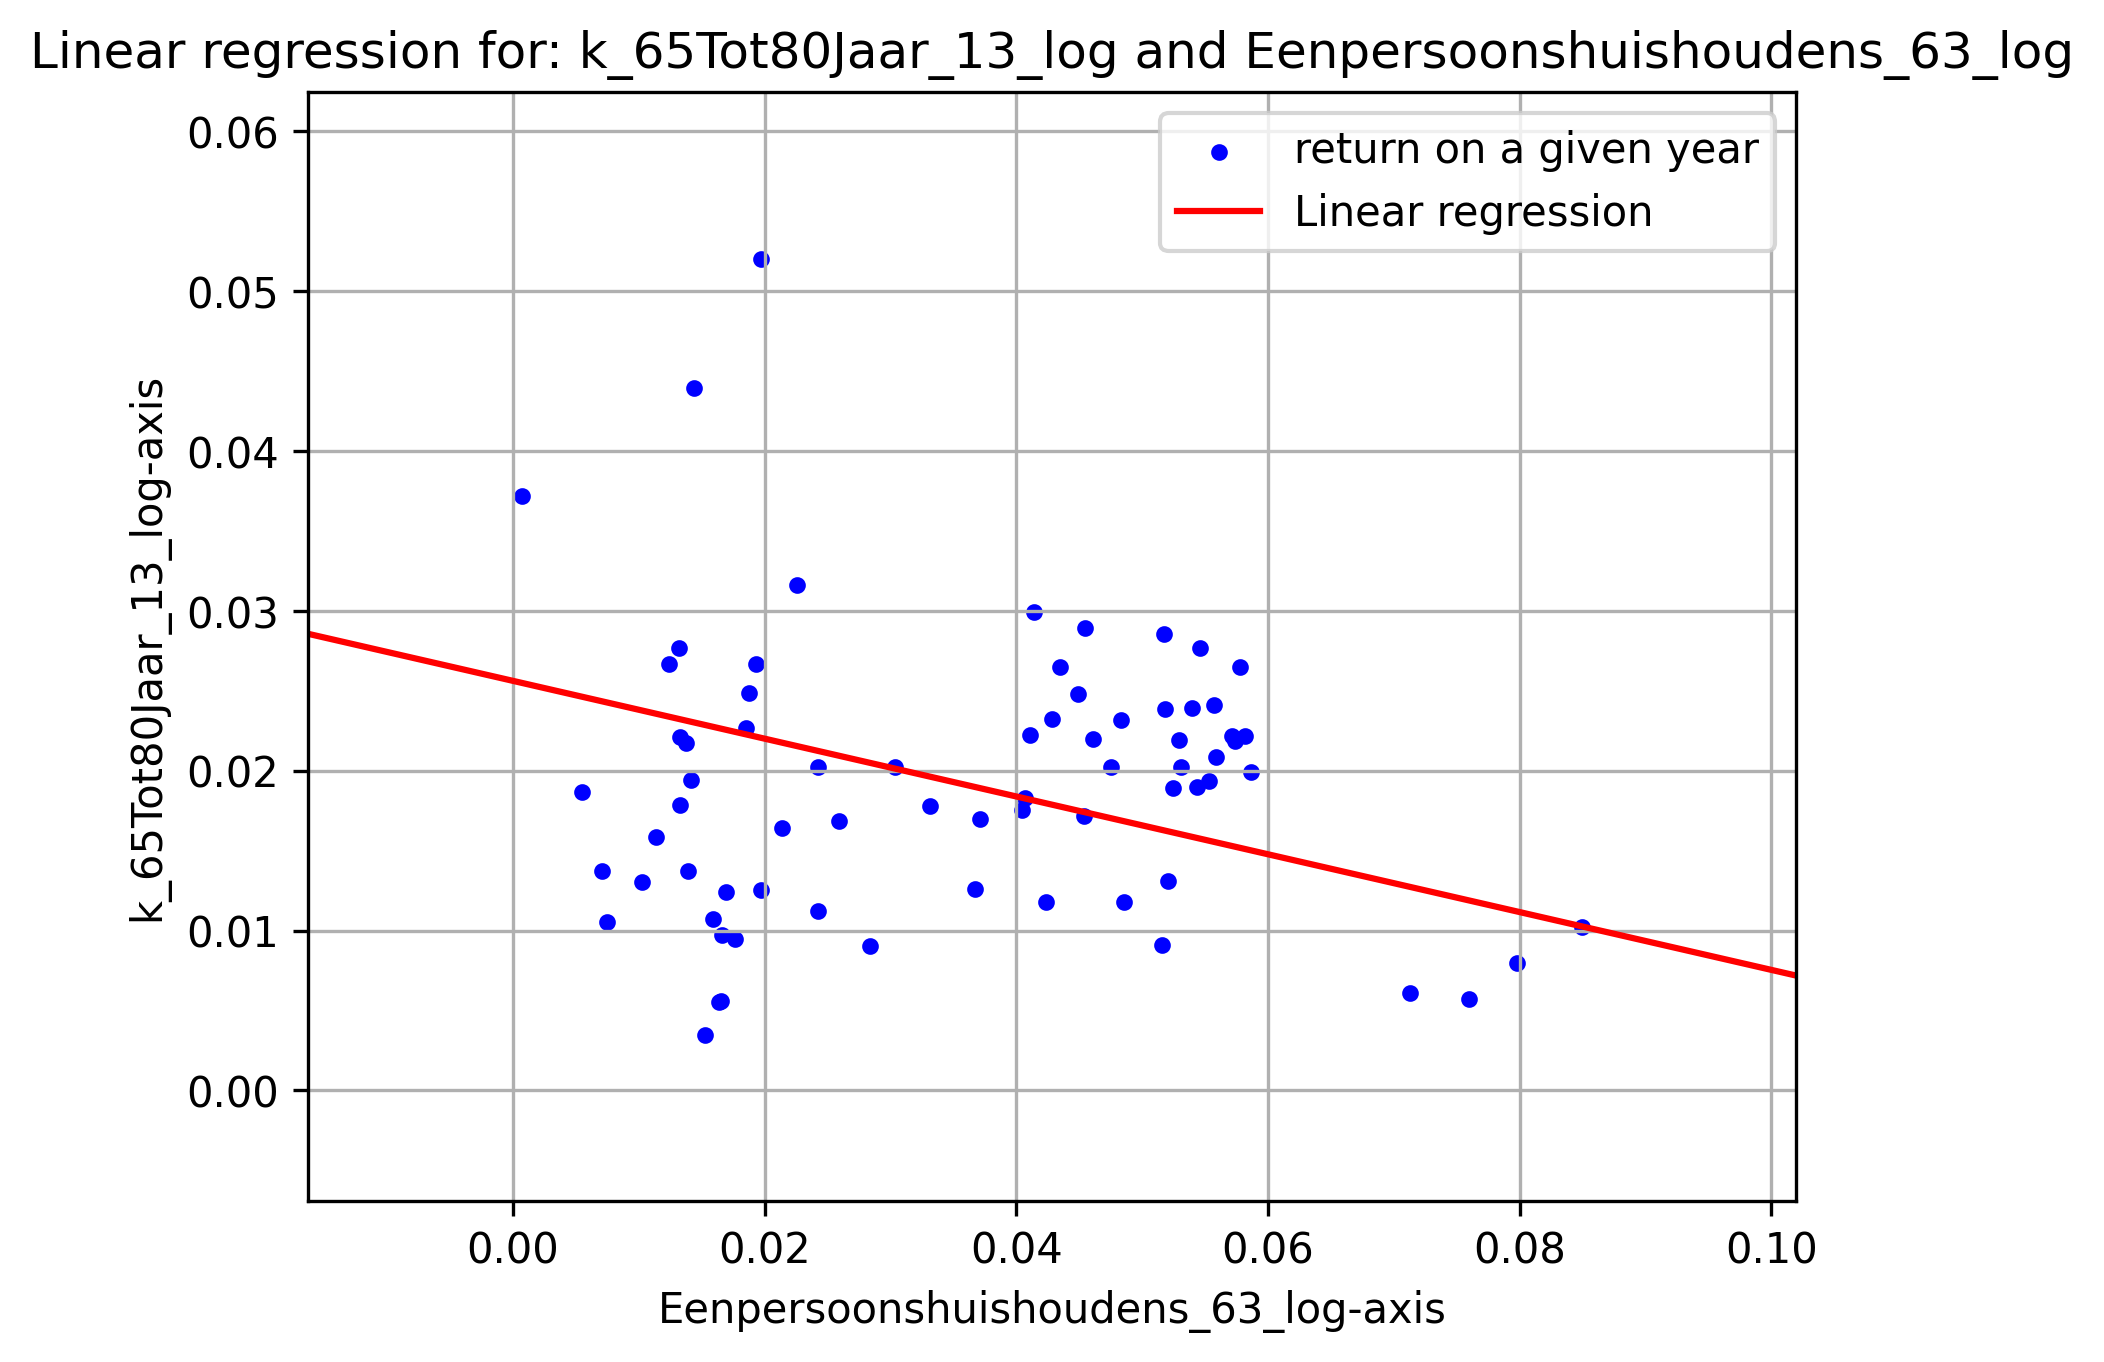 Linear regression for: k_65Tot80Jaar_13_log and Eenpersoonshuishoudens_63_log
return on a given year
Linear regression
k_65Tot80Jaar_13_log-axis
0.06
0.05
0.04
0.03
0.02
0.01
0.00
0.00 0.02 0.04 0.06 0.08 0.10
Eenpersoonshuishoudens_63_log-axis